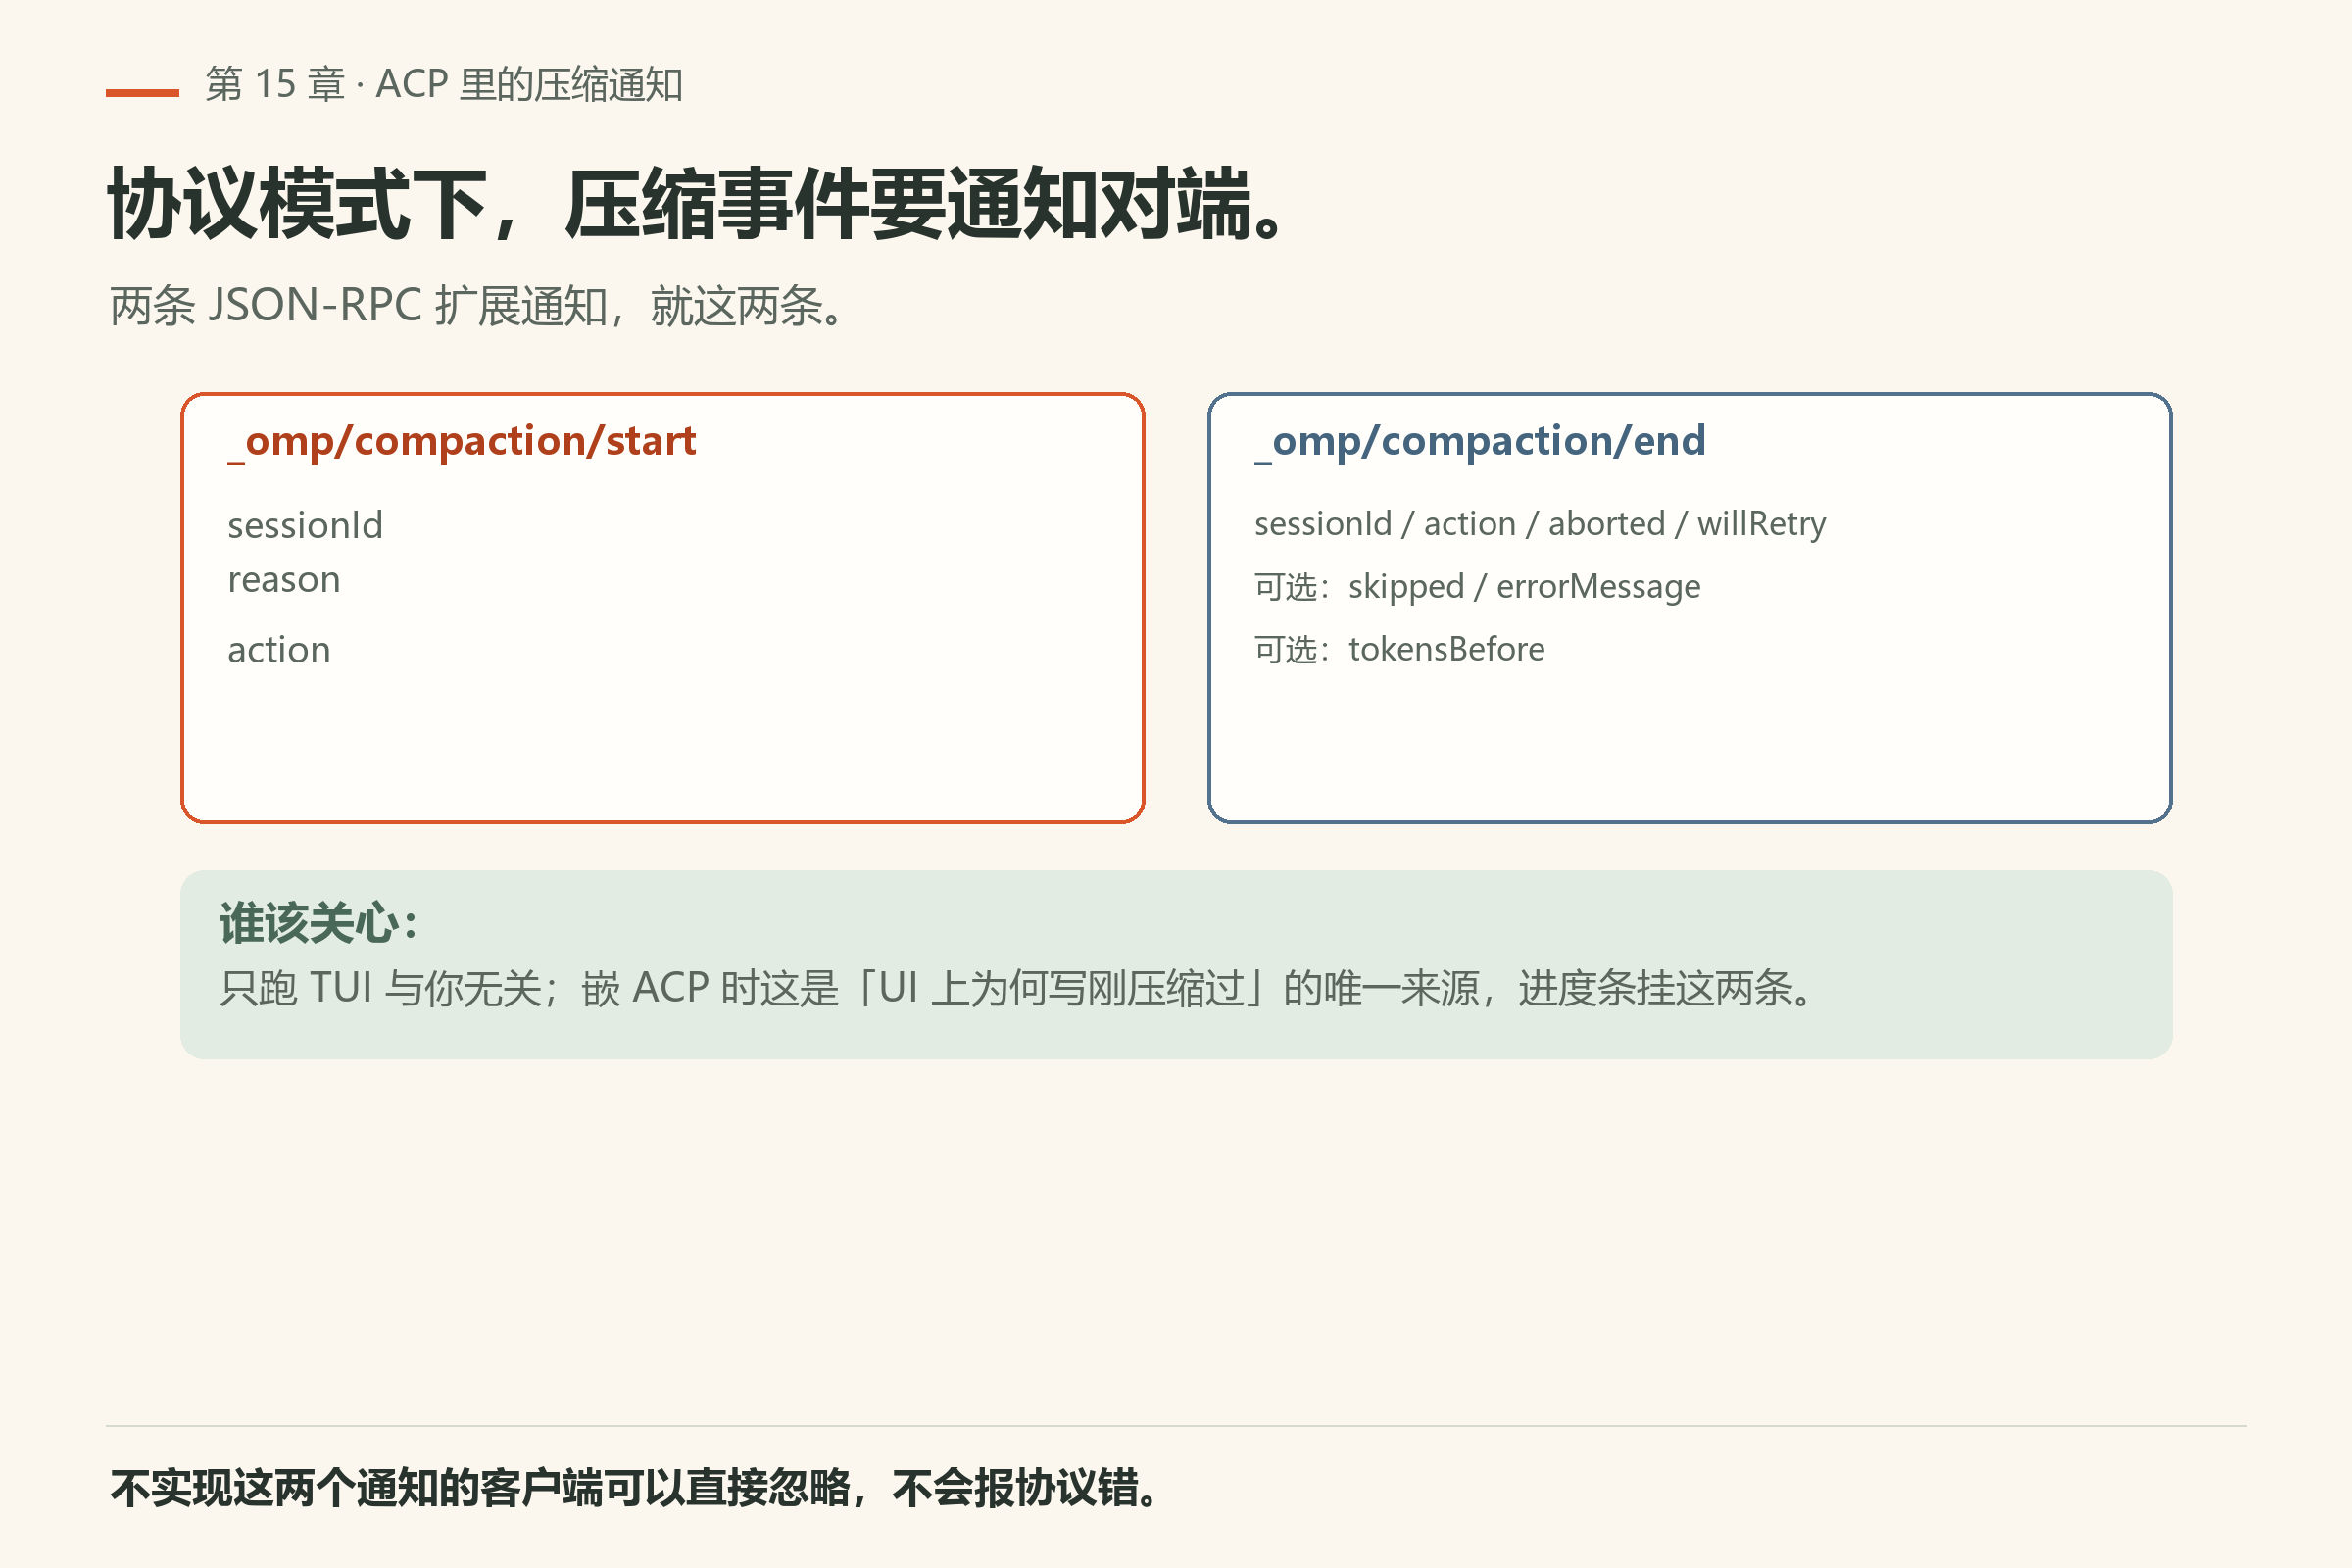 第 15 章 · ACP 里的压缩通知
协议模式下，压缩事件要通知对端。
两条 JSON-RPC 扩展通知，就这两条。
_omp/compaction/start
sessionId
reason
action
_omp/compaction/end
sessionId / action / aborted / willRetry
可选：skipped / errorMessage
可选：tokensBefore
谁该关心：
只跑 TUI 与你无关；嵌 ACP 时这是「UI 上为何写刚压缩过」的唯一来源，进度条挂这两条。
不实现这两个通知的客户端可以直接忽略，不会报协议错。